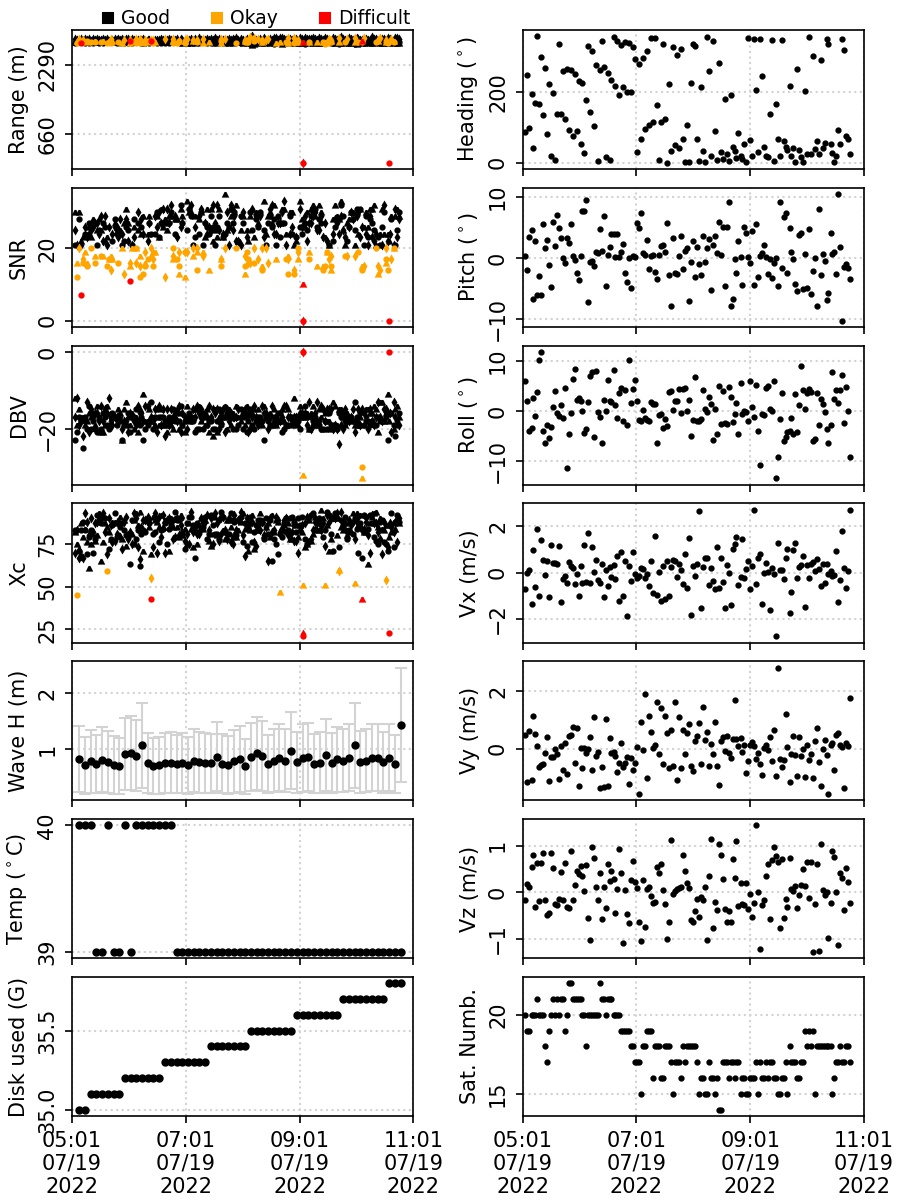 Good Okay Difficult
Range (m)
2290
660
Heading (°)
200
0
SNR
20
0
Pitch (°)
10
0
−10
DBV
0
−20
Roll (°)
10
0
−10
Xc
75
50
25
Vx (m/s)
2
0
−2
Wave H (m)
2
1
Vy (m/s)
2
0
Temp (°C)
40
39
Vz (m/s)
1
0
−1
Disk used (G)
35.5
35.0
Sat. Numb.
20
15
05:01 07:01 09:01 11:01
07/19 07/19 07/19 07/19
2022 2022 2022 2022
05:01 07:01 09:01 11:01
07/19 07/19 07/19 07/19
2022 2022 2022 2022